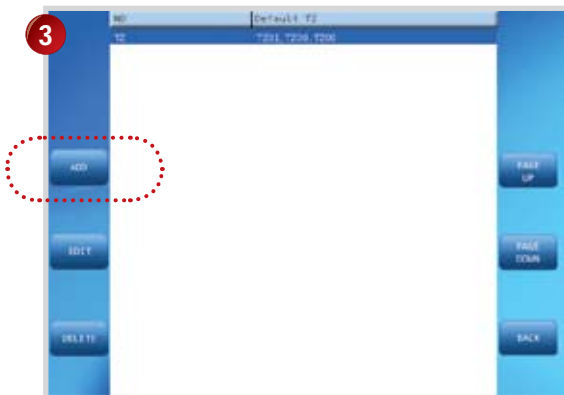 3
NO Default TZ
TZ
ADD
PAGE
UP
EDIT
PAGE
DOWN
DELETE
BACK